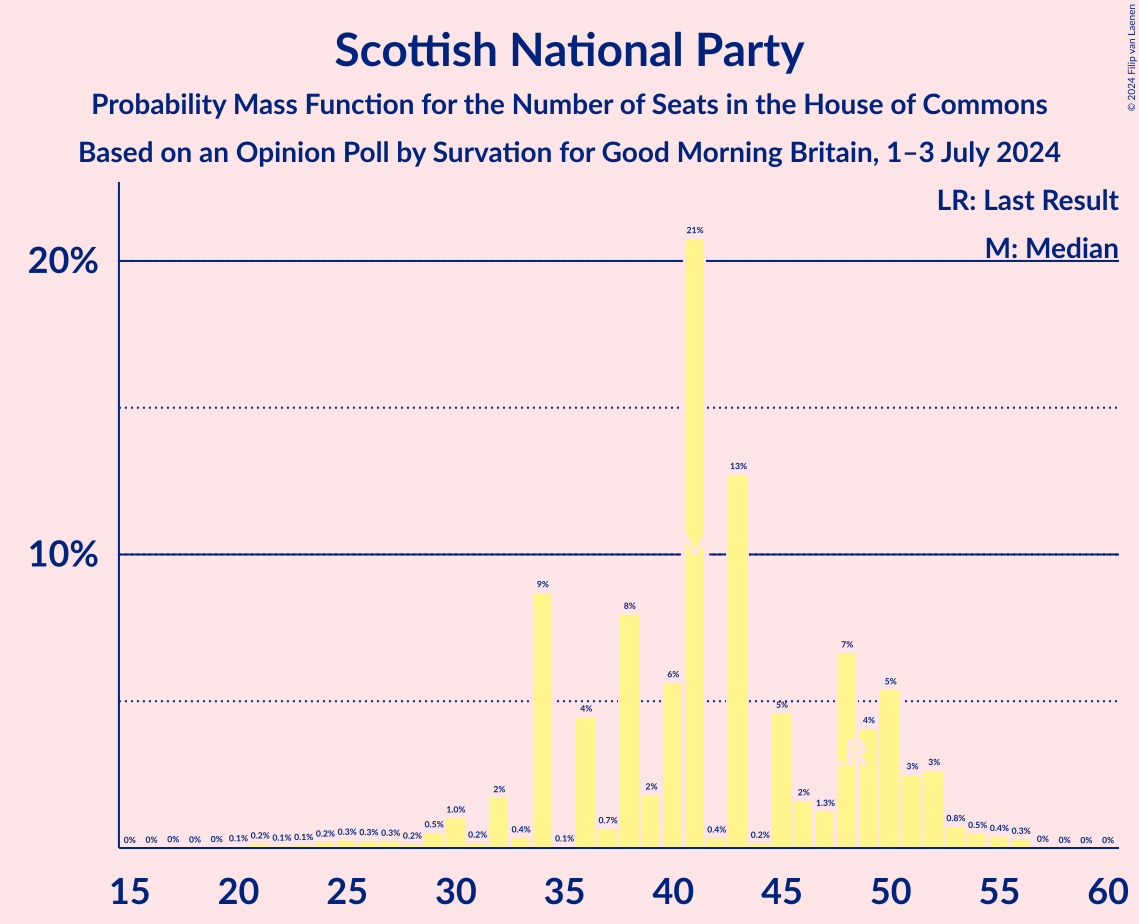 © 2024 Filip van Laenen
Scottish National Party
Probability Mass Function for the Number of Seats in the House of Commons
Based on an Opinion Poll by Survation for Good Morning Britain, 1–3 July 2024
LR: Last Result
M: Median
20%
10%
0% 0% 0% 0% 0% 0.1% 0.2% 0.1% 0.1% 0.2% 0.3% 0.3% 0.3% 0.2% 0.5% 1.0% 0.2% 2% 0.4% 9% 0.1% 4% 0.7% 8% 2% 6% 21% 0.4% 13% 0.2% 5% 2% 1.3% 7% 4% 5% 3% 3% 0.8% 0.5% 0.4% 0.3% 0% 0% 0% 0%
M
LR
15 20 25 30 35 40 45 50 55 60